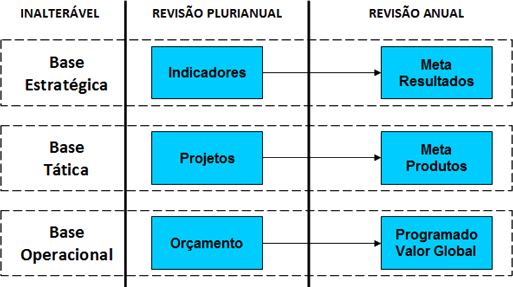 INALTERÁVEL
REVISÃO PLURIANUAL
REVISÃO ANUAL
Base
Estratégica
Indicadores
Meta
Resultados
Base
Tática
Projetos
Meta
Produtos
Base
Operacional
Orçamento
Programado
Valor Global